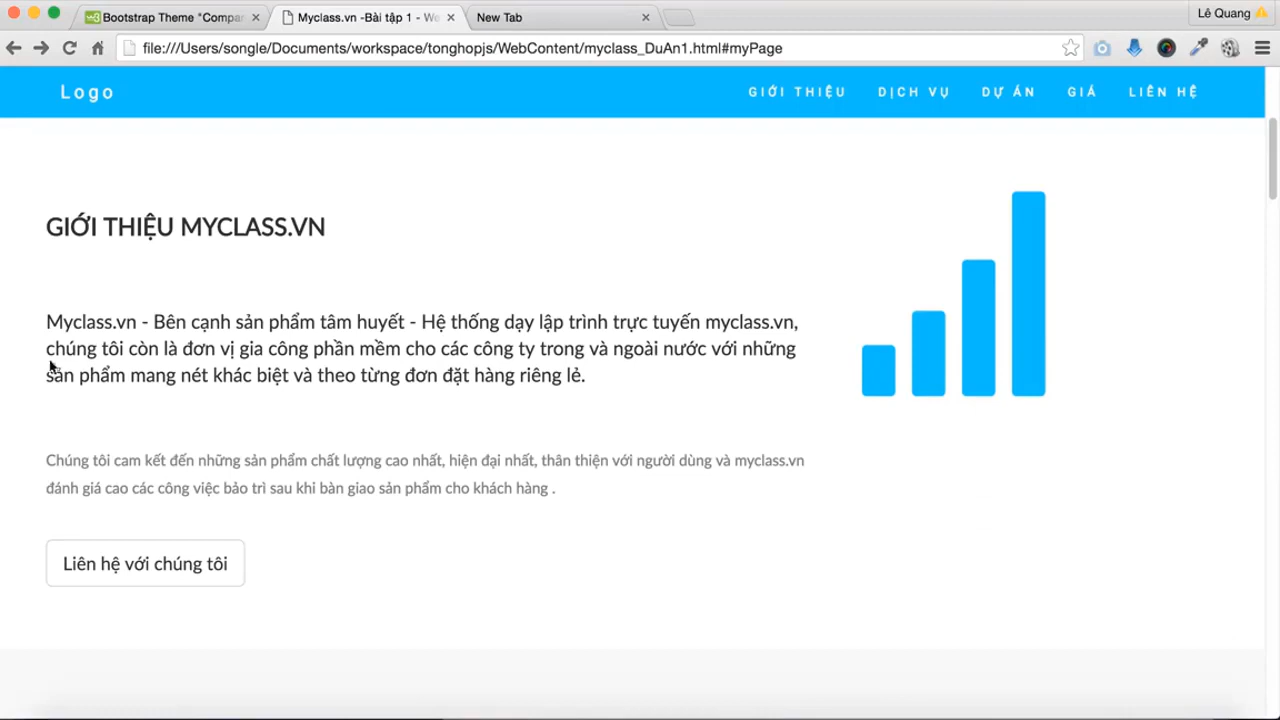 Bootstrap Theme "Compar
Myclass.vn -Bài tập 1 - We
New Tab
Lê Quang
file:///Users/songle/Documents/workspace/tonghopjs/WebContent/myclass_DuAn1.html#myPage
Logo
GIỚI THIỆU
DỊCH VỤ
DỰ ÁN
GIÁ
LIÊN HỆ
GIỚI THIỆU MYCLASS.VN
Myclass.vn - Bên cạnh sản phẩm tâm huyết - Hệ thống dạy lập trình trực tuyến myclass.vn,
chúng tôi còn là đơn vị gia công phần mềm cho các công ty trong và ngoài nước với những
sản phẩm mang nét khác biệt và theo từng đơn đặt hàng riêng lẻ.
Chúng tôi cam kết đến những sản phẩm chất lượng cao nhất, hiện đại nhất, thân thiện với người dùng và myclass.vn
đánh giá cao các công việc bảo trì sau khi bàn giao sản phẩm cho khách hàng .
Liên hệ với chúng tôi